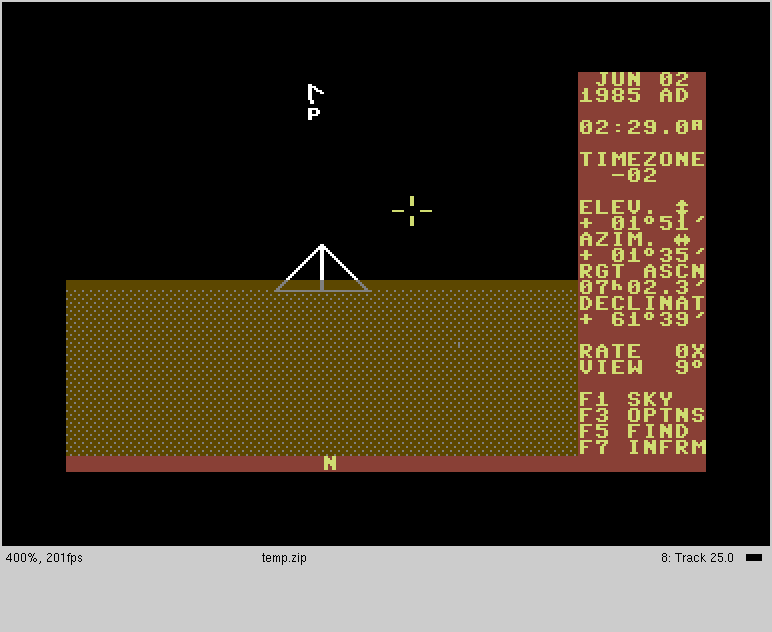 P
JUN 02
1985 AD
02:29.0A
TIMEZONE
-02
ELEV. ↕
+ 01°51′
AZIM. ↔
+ 01°35′
RGT ASCN
07h02.3′
DECLINAT
+ 61°39′
RATE 0X
VIEW 9°
F1 SKY
F3 OPTNS
F5 FIND
F7 INFRM
N
400%, 201fps temp.zip 8: Track 25.0